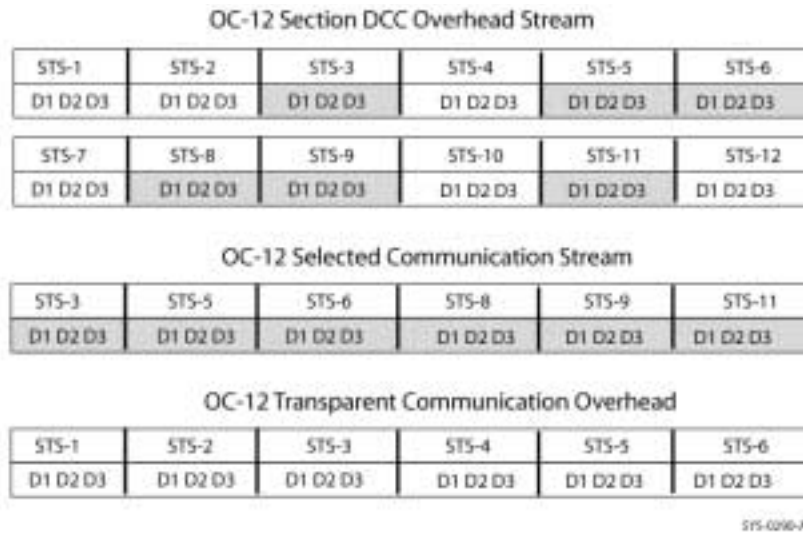 OC-12 Section DCC Overhead Stream
STS-1 STS-2 STS-3 STS-4 STS-5 STS-6
D1 D2 D3 D1 D2 D3 D1 D2 D3 D1 D2 D3 D1 D2 D3 D1 D2 D3
STS-7 STS-8 STS-9 STS-10 STS-11 STS-12
D1 D2 D3 D1 D2 D3 D1 D2 D3 D1 D2 D3 D1 D2 D3 D1 D2 D3
OC-12 Selected Communication Stream
STS-3 STS-5 STS-6 STS-8 STS-9 STS-11
D1 D2 D3 D1 D2 D3 D1 D2 D3 D1 D2 D3 D1 D2 D3 D1 D2 D3
OC-12 Transparent Communication Overhead
STS-1 STS-2 STS-3 STS-4 STS-5 STS-6
D1 D2 D3 D1 D2 D3 D1 D2 D3 D1 D2 D3 D1 D2 D3 D1 D2 D3
SYS-0290-A